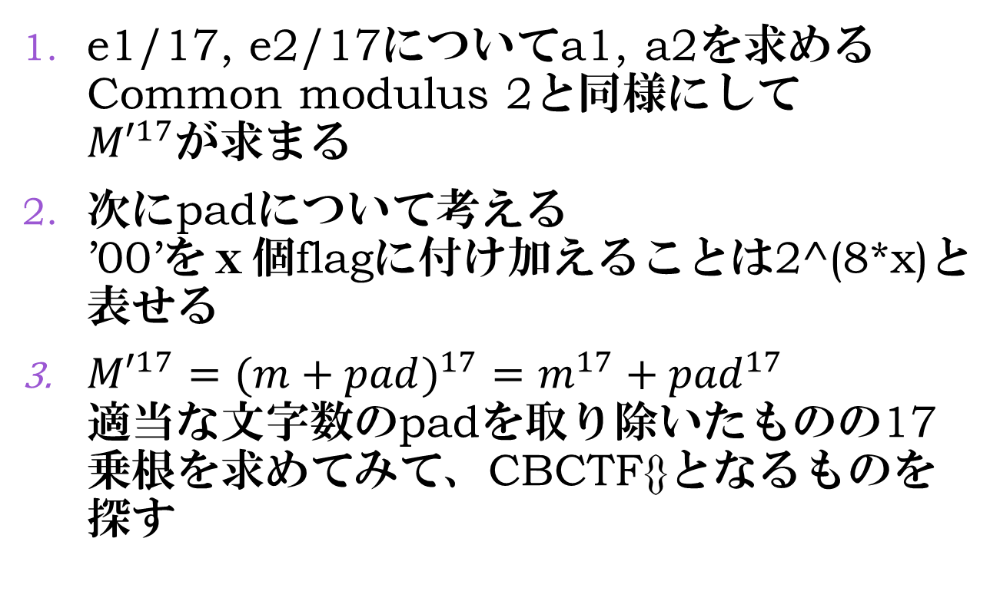 1. e1/17, e2/17についてa1, a2を求める
Common modulus 2と同様にして
𝑀′¹⁷が求まる
2. 次にpadについて考える
’00’を x 個flagに付け加えることは2^(8*x)と
表せる
3. 𝑀′¹⁷ = (𝑚 + 𝑝𝑎𝑑)¹⁷ = 𝑚¹⁷ + 𝑝𝑎𝑑¹⁷
適当な文字数のpadを取り除いたものの17
乗根を求めてみて、CBCTF{}となるものを
探す